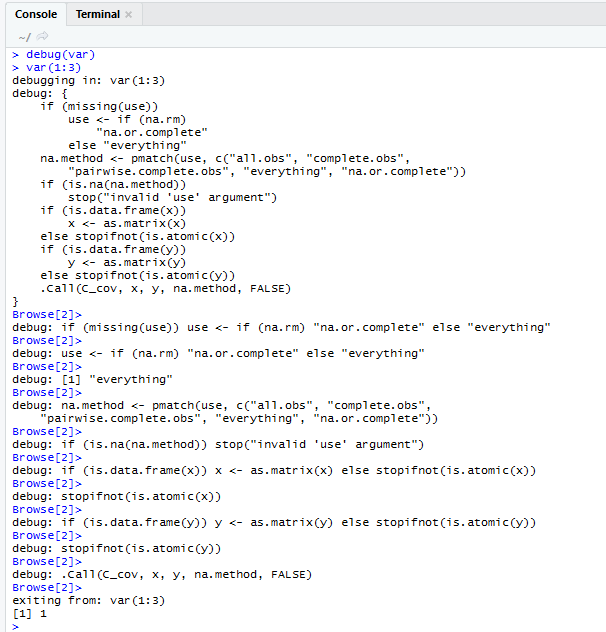 Console Terminal ×
~/
> debug(var)
> var(1:3)
debugging in: var(1:3)
debug: {
    if (missing(use))
        use <- if (na.rm)
            "na.or.complete"
        else "everything"
    na.method <- pmatch(use, c("all.obs", "complete.obs",
        "pairwise.complete.obs", "everything", "na.or.complete"))
    if (is.na(na.method))
        stop("invalid 'use' argument")
    if (is.data.frame(x))
        x <- as.matrix(x)
    else stopifnot(is.atomic(x))
    if (is.data.frame(y))
        y <- as.matrix(y)
    else stopifnot(is.atomic(y))
    .Call(C_cov, x, y, na.method, FALSE)
}
Browse[2]>
debug: if (missing(use)) use <- if (na.rm) "na.or.complete" else "everything"
Browse[2]>
debug: use <- if (na.rm) "na.or.complete" else "everything"
Browse[2]>
debug: [1] "everything"
Browse[2]>
debug: na.method <- pmatch(use, c("all.obs", "complete.obs",
    "pairwise.complete.obs", "everything", "na.or.complete"))
Browse[2]>
debug: if (is.na(na.method)) stop("invalid 'use' argument")
Browse[2]>
debug: if (is.data.frame(x)) x <- as.matrix(x) else stopifnot(is.atomic(x))
Browse[2]>
debug: stopifnot(is.atomic(x))
Browse[2]>
debug: if (is.data.frame(y)) y <- as.matrix(y) else stopifnot(is.atomic(y))
Browse[2]>
debug: stopifnot(is.atomic(y))
Browse[2]>
debug: .Call(C_cov, x, y, na.method, FALSE)
Browse[2]>
exiting from: var(1:3)
[1] 1
>